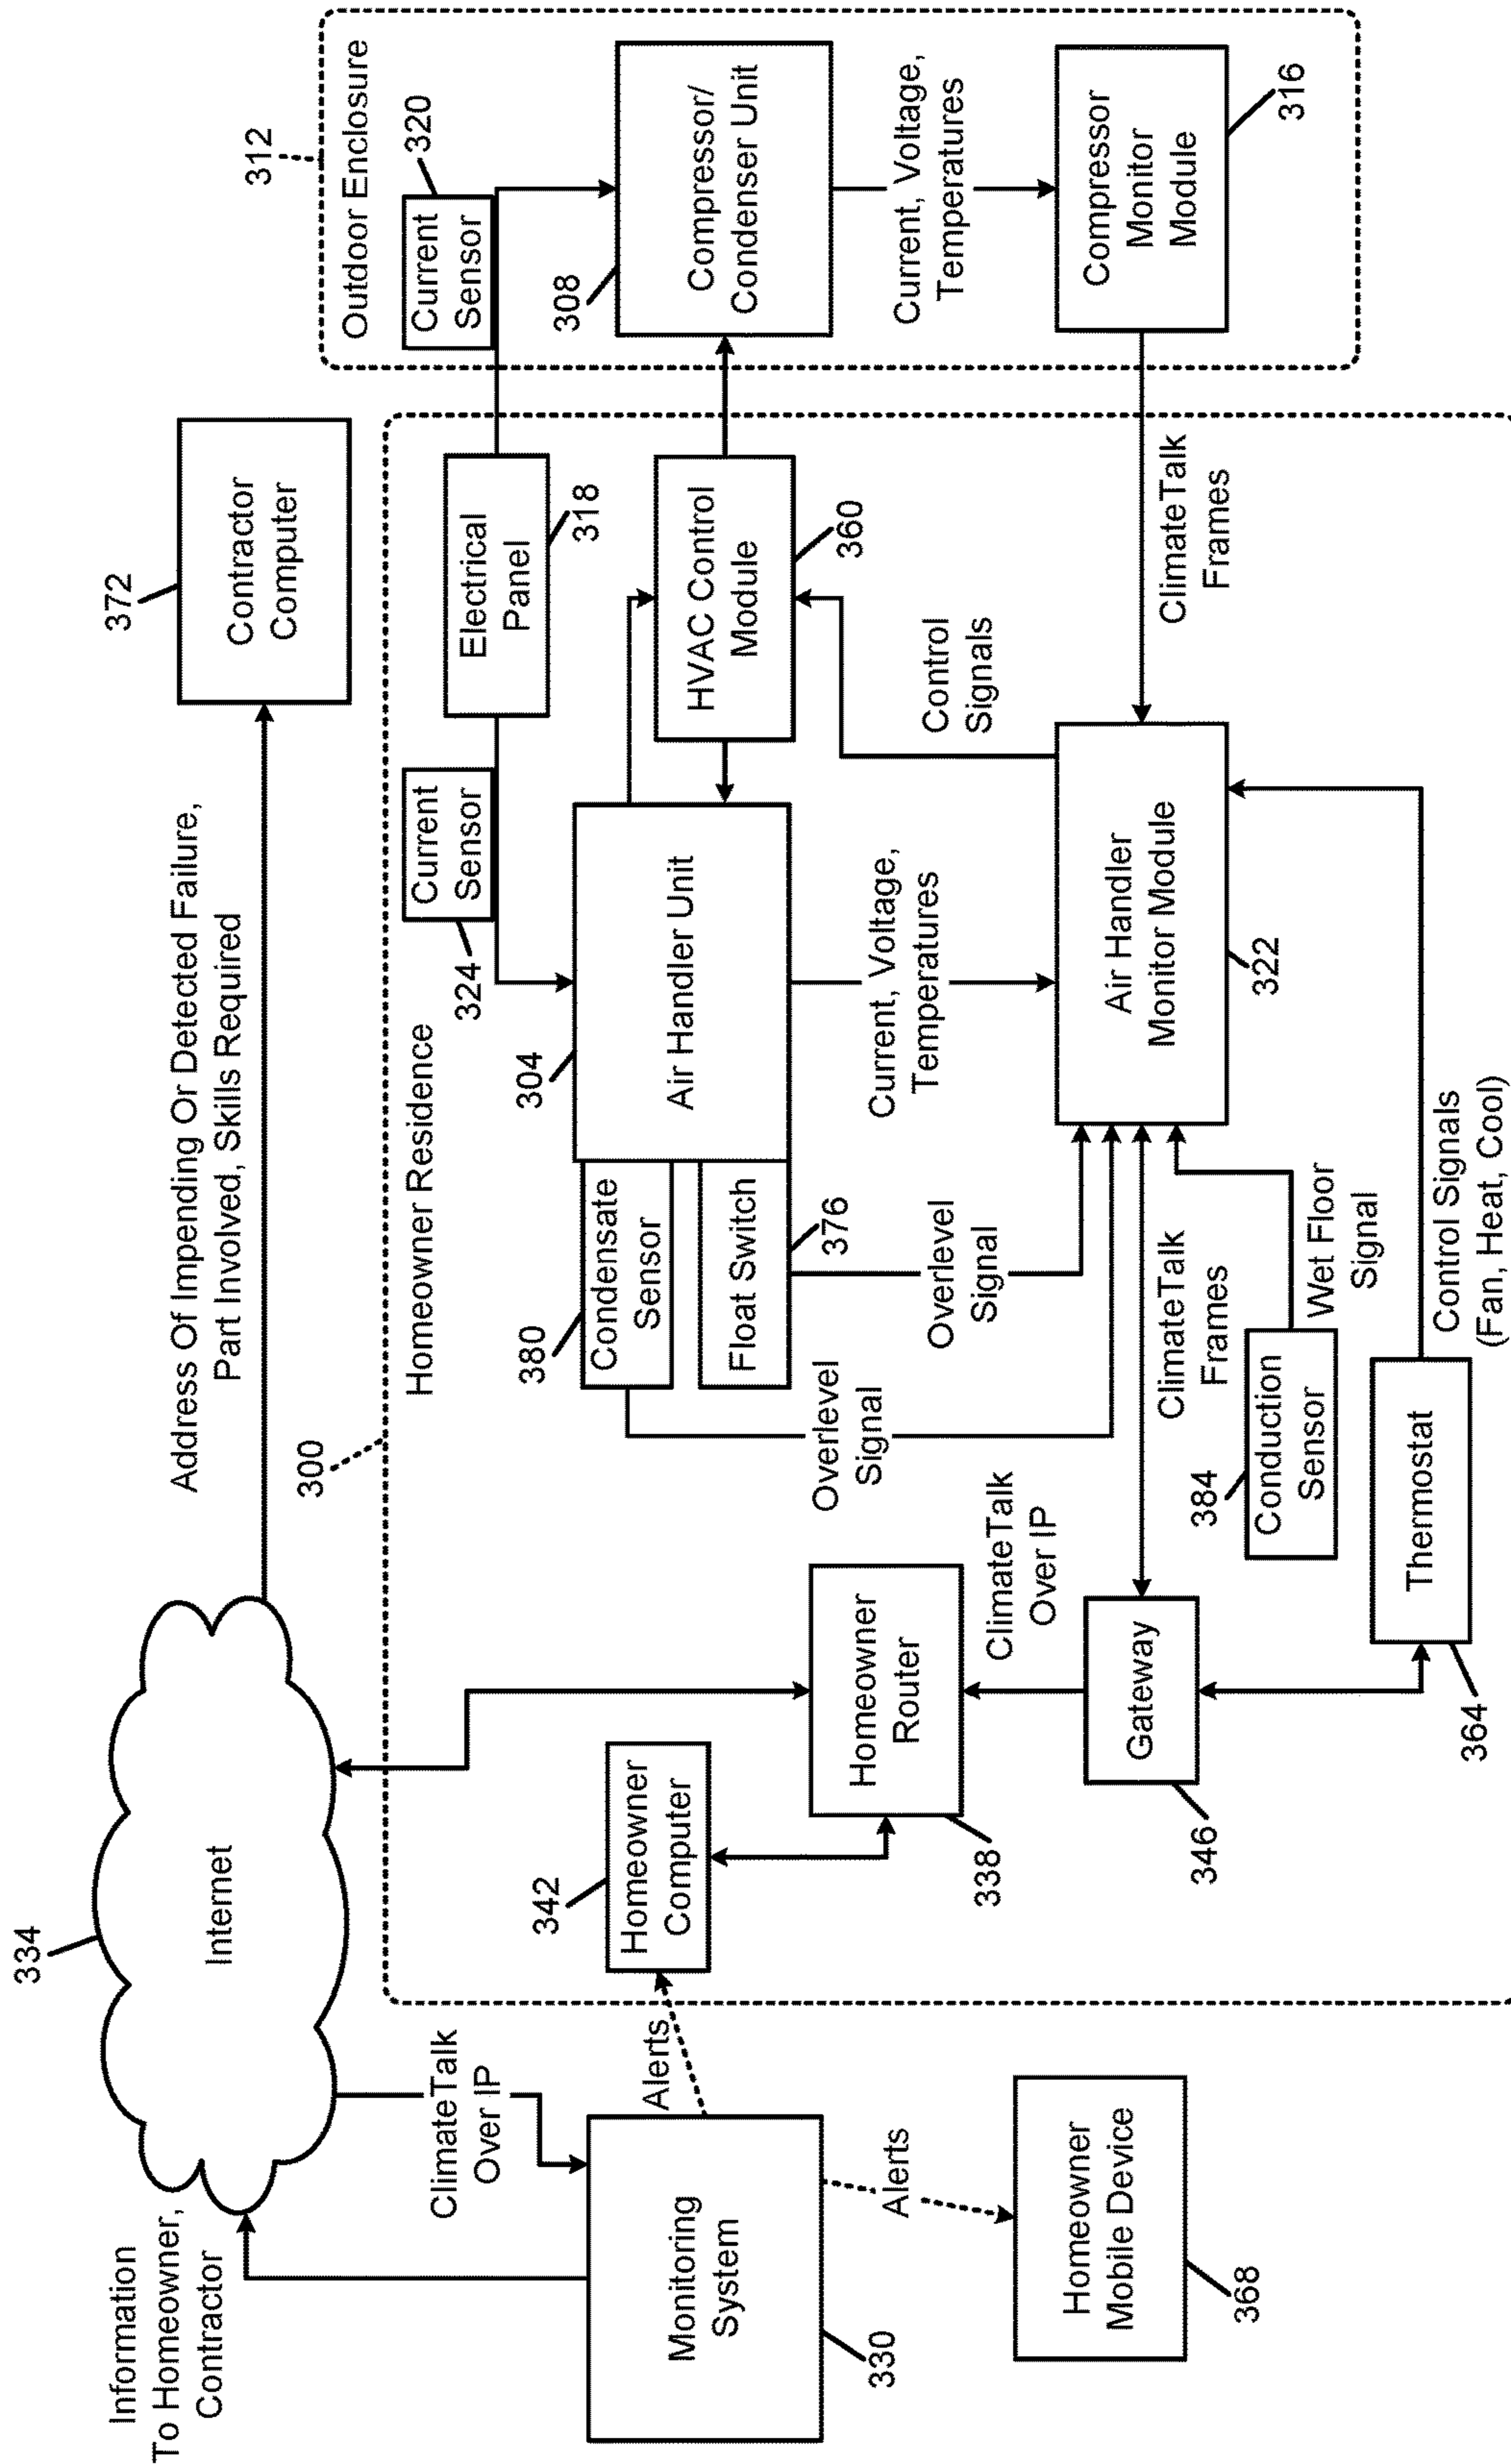 Information
To Homeowner,
Contractor
334
Internet
Address Of Impending Or Detected Failure,
Part Involved, Skills Required
372
Contractor
Computer
312
Outdoor Enclosure
Current
Sensor
320
308
Compressor/
Condenser Unit
Current, Voltage,
Temperatures
Compressor
Monitor
Module
316
ClimateTalk
Over IP
Monitoring
System
330
Alerts
Alerts
Homeowner
Mobile Device
368
300
Homeowner Residence
342
Homeowner
Computer
Homeowner
Router
338
ClimateTalk
Over IP
Gateway
346
Thermostat
364
384
Conduction
Sensor
Wet Floor
Signal
Control Signals
(Fan, Heat, Cool)
380
Condensate
Sensor
Float Switch
376
Overlevel
Signal
Overlevel
Signal
ClimateTalk
Frames
304
Air Handler Unit
324
Current
Sensor
Electrical
Panel
318
HVAC Control
Module
360
Current, Voltage,
Temperatures
Control
Signals
Air Handler
Monitor Module
322
ClimateTalk
Frames